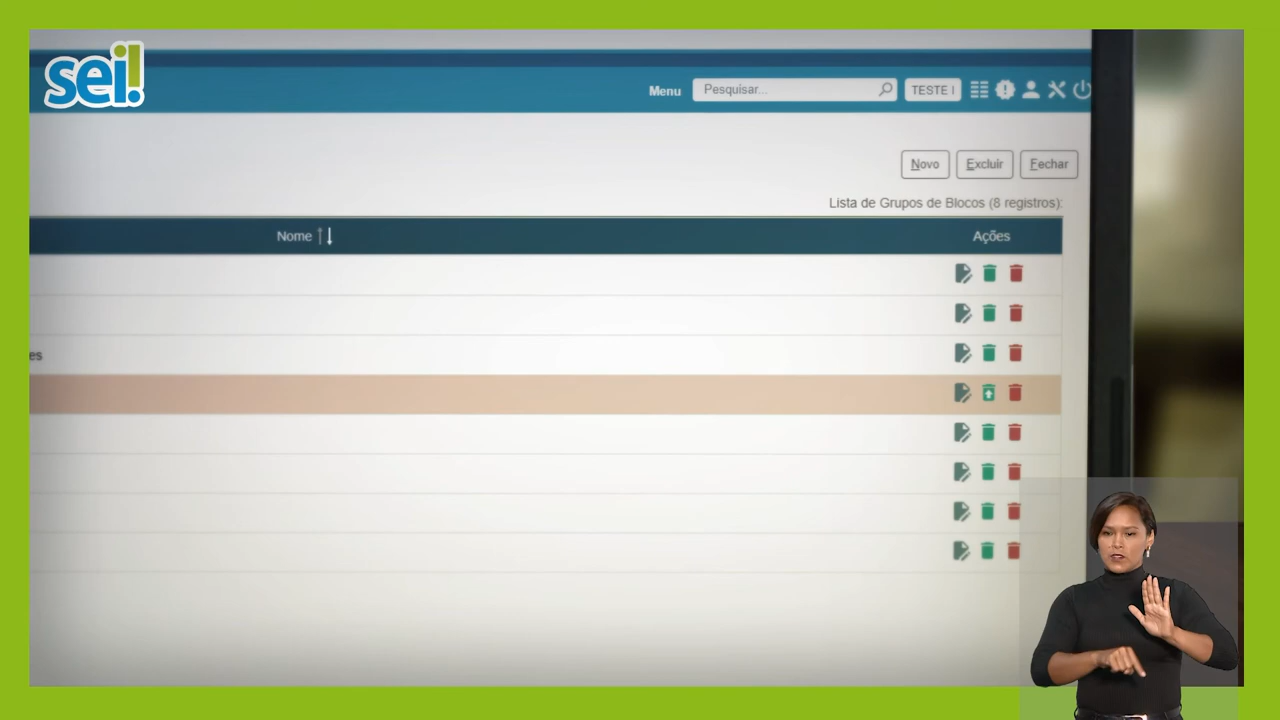 sei!
Menu Pesquisar... TESTE I
Novo Excluir Fechar
Lista de Grupos de Blocos (8 registros):
Nome Ações
es